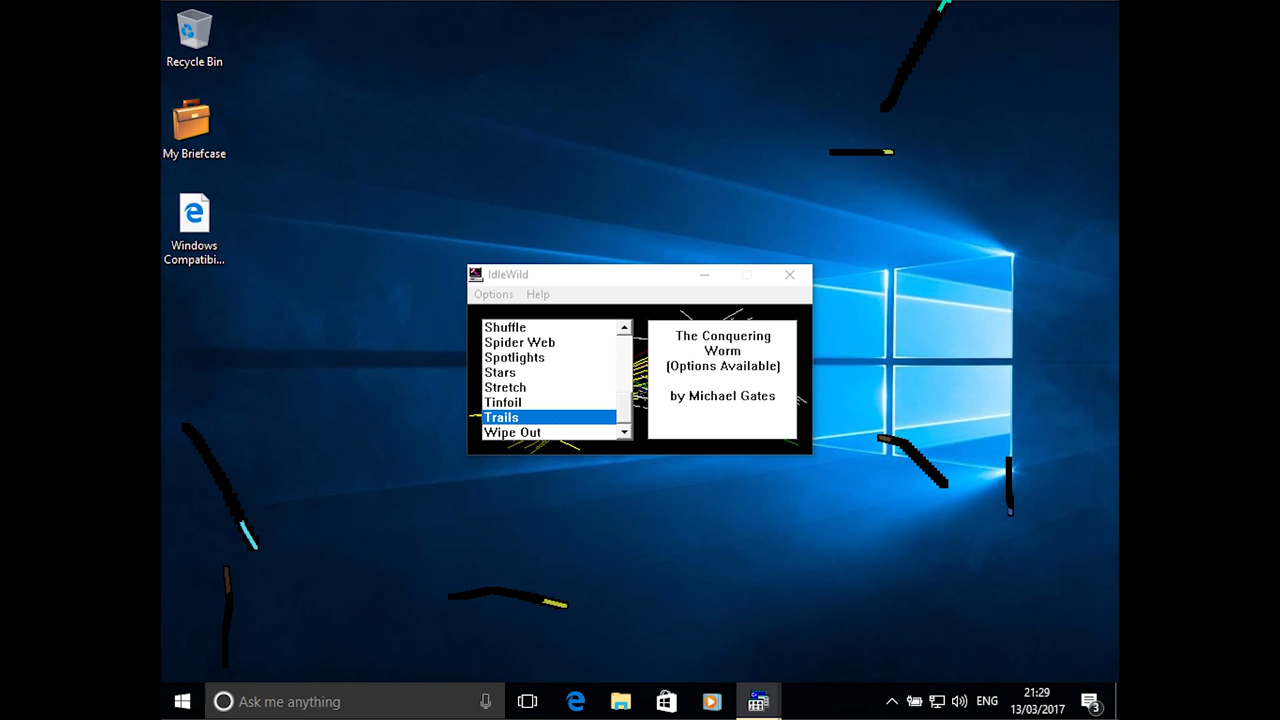 Recycle Bin
My Briefcase
Windows
Compatibi...
IdleWild
Options Help
Shuffle
Spider Web
Spotlights
Stars
Stretch
Tinfoil
Trails
Wipe Out
The Conquering
Worm
(Options Available)
by Michael Gates
Ask me anything
ENG
21:29
13/03/2017
3